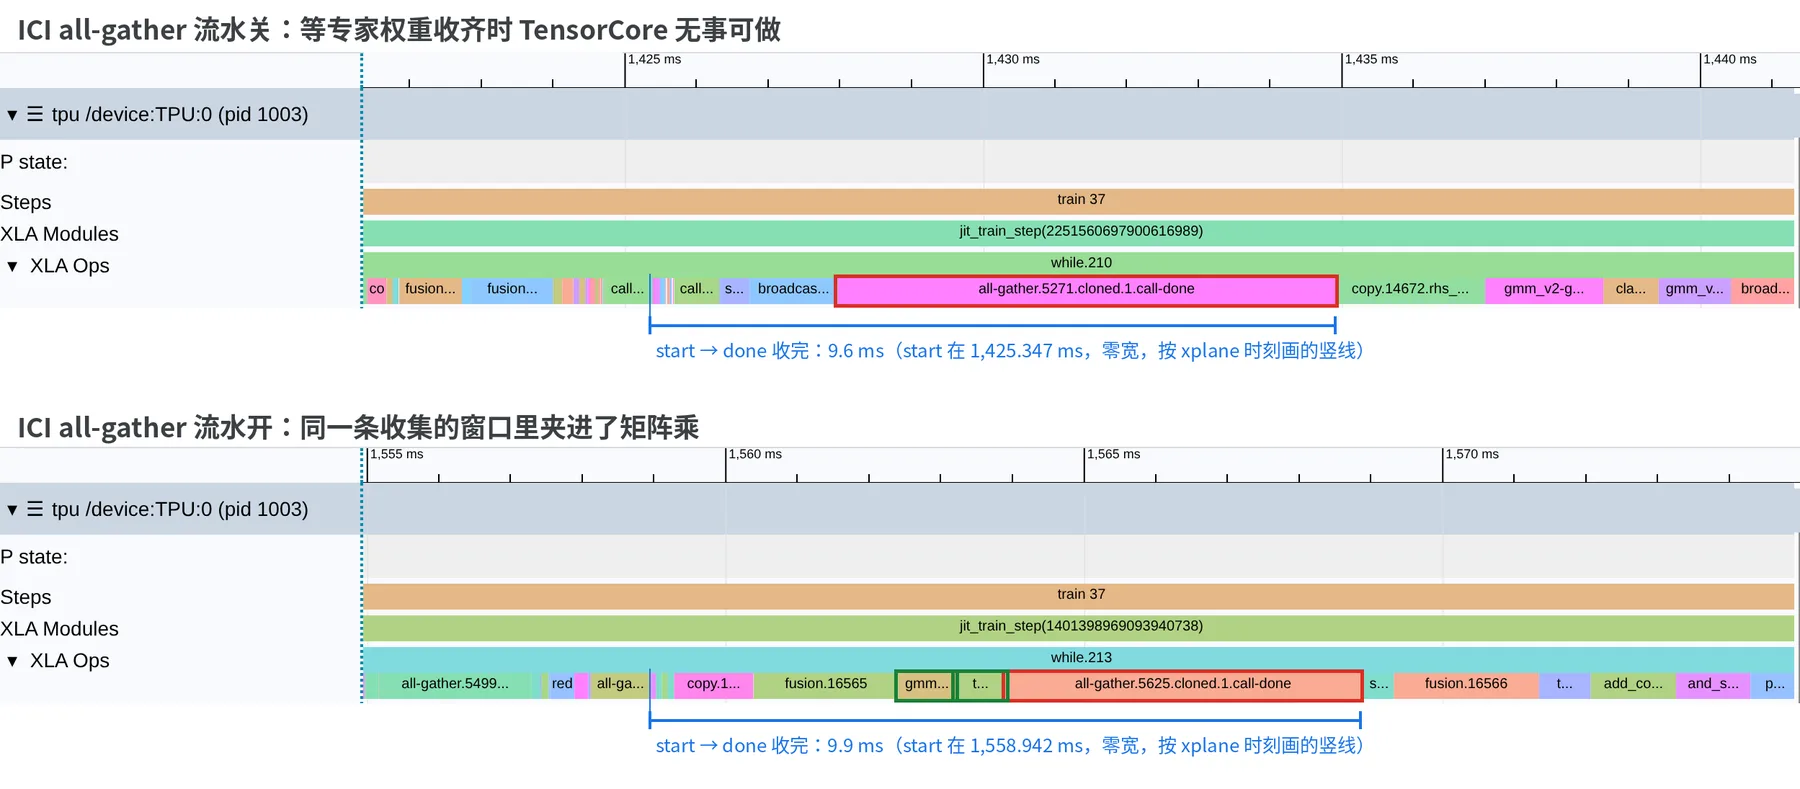 ICI all-gather 流水关：等专家权重收齐时 TensorCore 无事可做
1,425 ms 1,430 ms 1,435 ms 1,440 ms
▼ ☰ tpu /device:TPU:0 (pid 1003)
P state:
Steps train 37
XLA Modules jit_train_step(2251560697900616989)
▼ XLA Ops while.210
co fusion... fusion... call... call... s... broadcas... all-gather.5271.cloned.1.call-done copy.14672.rhs_... gmm_v2-g... cla... gmm_v... broad...
start → done 收完：9.6 ms（start 在 1,425.347 ms，零宽，按 xplane 时刻画的竖线）
ICI all-gather 流水开：同一条收集的窗口里夹进了矩阵乘
1,555 ms 1,560 ms 1,565 ms 1,570 ms
▼ ☰ tpu /device:TPU:0 (pid 1003)
P state:
Steps train 37
XLA Modules jit_train_step(1401398969093940738)
▼ XLA Ops while.213
all-gather.5499... red all-ga... copy.1... fusion.16565 gmm... t... all-gather.5625.cloned.1.call-done s... fusion.16566 t... add_co... and_s... p...
start → done 收完：9.9 ms（start 在 1,558.942 ms，零宽，按 xplane 时刻画的竖线）